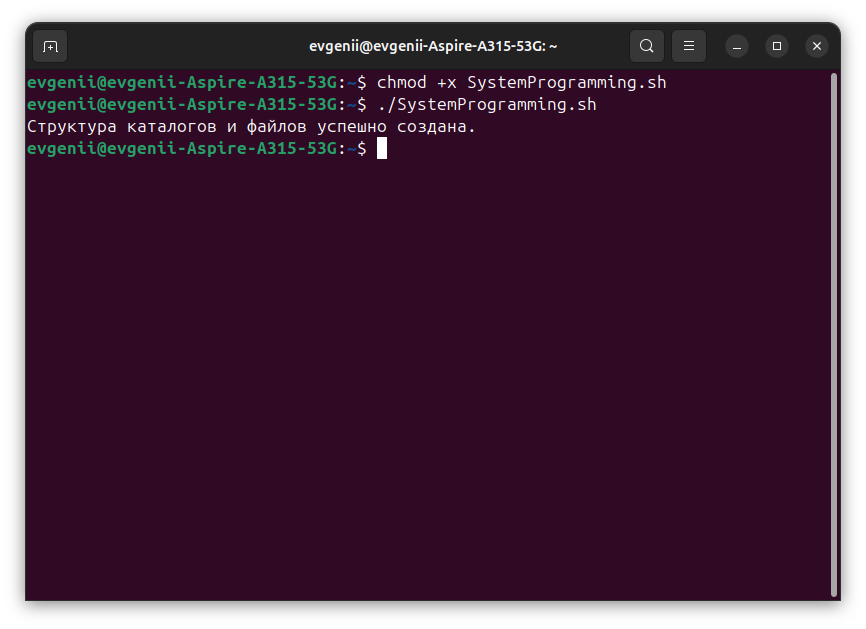 evgenii@evgenii-Aspire-A315-53G: ~
evgenii@evgenii-Aspire-A315-53G:~$ chmod +x SystemProgramming.sh
evgenii@evgenii-Aspire-A315-53G:~$ ./SystemProgramming.sh
Структура каталогов и файлов успешно создана.
evgenii@evgenii-Aspire-A315-53G:~$